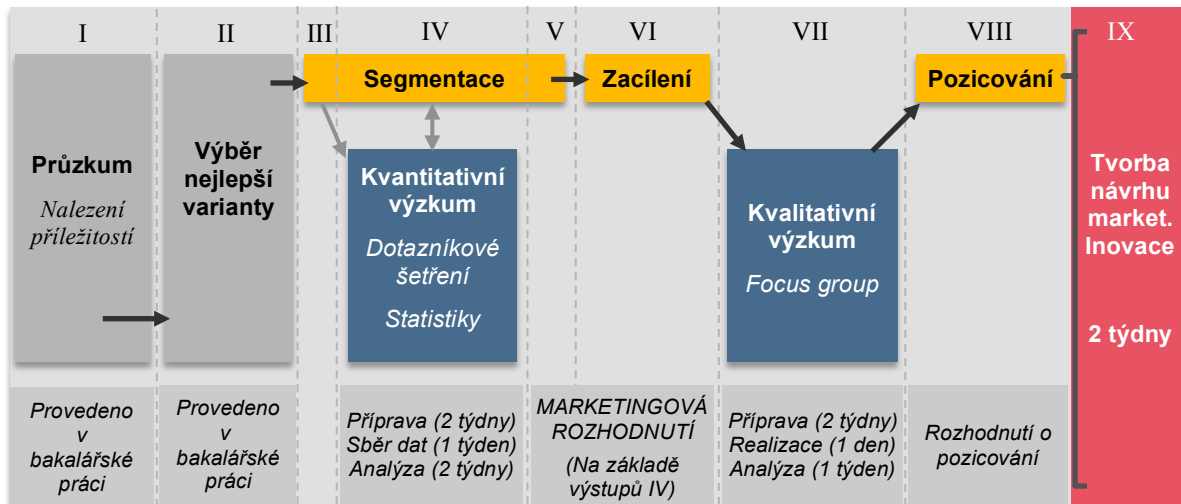 I
II
III
IV
V
VI
VII
VIII
IX
Segmentace
Zacílení
Pozicování
Průzkum
Nalezení
příležitostí
Výběr
nejlepší
varianty
Kvantitativní
výzkum
Dotazníkové
šetření
Statistiky
Kvalitativní
výzkum
Focus group
Tvorba
návrhu
market.
Inovace
2 týdny
Provedeno
v
bakalářské
práci
Provedeno
v
bakalářské
práci
Příprava (2 týdny)
Sběr dat (1 týden)
Analýza (2 týdny)
MARKETINGOVÁ
ROZHODNUTÍ
(Na základě
výstupů IV)
Příprava (2 týdny)
Realizace (1 den)
Analýza (1 týden)
Rozhodnutí o
pozicování